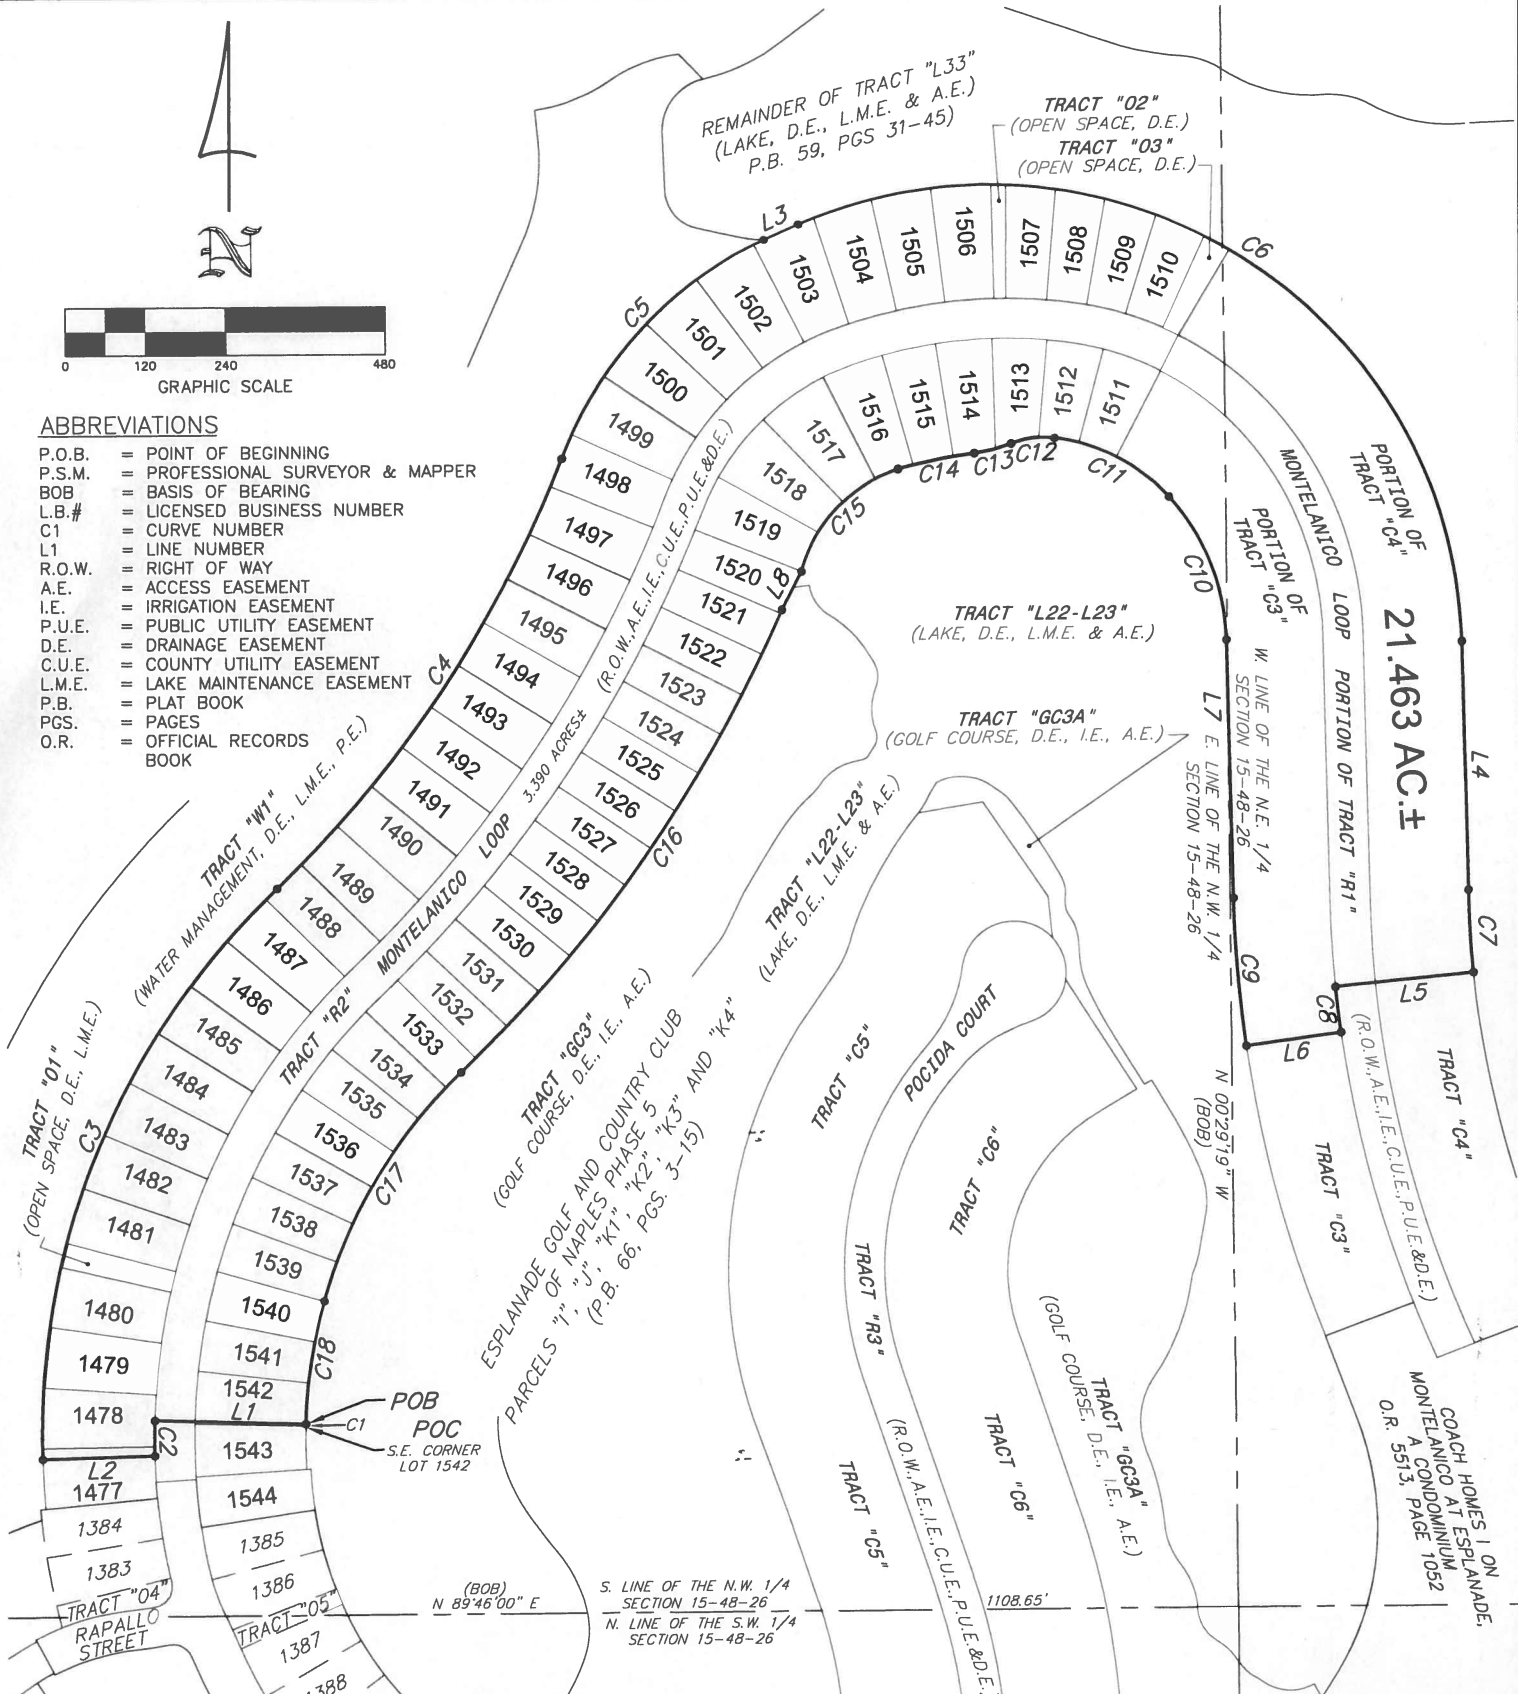 N
0 120 240 480
GRAPHIC SCALE
ABBREVIATIONS
P.O.B. = POINT OF BEGINNING
P.S.M. = PROFESSIONAL SURVEYOR & MAPPER
BOB = BASIS OF BEARING
L.B.# = LICENSED BUSINESS NUMBER
C1 = CURVE NUMBER
L1 = LINE NUMBER
R.O.W. = RIGHT OF WAY
A.E. = ACCESS EASEMENT
I.E. = IRRIGATION EASEMENT
P.U.E. = PUBLIC UTILITY EASEMENT
D.E. = DRAINAGE EASEMENT
C.U.E. = COUNTY UTILITY EASEMENT
L.M.E. = LAKE MAINTENANCE EASEMENT
P.B. = PLAT BOOK
PGS. = PAGES
O.R. = OFFICIAL RECORDS
BOOK
REMAINDER OF TRACT "L33"
(LAKE, D.E., L.M.E. & A.E.)
P.B. 59, PGS 31-45)
TRACT "02"
(OPEN SPACE, D.E.)
TRACT "03"
(OPEN SPACE, D.E.)
L3
C6
C5
1510
1509
1508
1507
1506
1505
1504
1503
1502
1501
1500
1499
1498
1497
1496
1495
1494
1493
1492
1491
1490
1489
1488
1487
1486
1485
1484
1483
1482
1481
1480
1479
1478
1477
1384
1383
TRACT "04"
RAPALLO
STREET
1511
1512
1513
1514
1515
1516
1517
1518
1519
1520
1521
1522
1523
1524
1525
1526
1527
1528
1529
1530
1531
1532
1533
1534
1535
1536
1537
1538
1539
1540
1541
1542
L1
1543
1544
1385
1386
TRACT "05"
1387
1388
C4
C3
C2
L2
C18
C17
C16
L8
C15
C14
C13
C12
C11
C10
L7
C9
L6
C8
L5
C7
L4
(R.O.W.,A.E.,I.E.,C.U.E.,P.U.E.&D.E.)
3.390 ACRES±
MONTELANICO LOOP
TRACT "R2"
TRACT "W1"
(WATER MANAGEMENT, D.E., L.M.E., P.E.)
TRACT "01"
(OPEN SPACE, D.E., L.M.E.)
POB
C1
POC
S.E. CORNER
LOT 1542
TRACT "L22-L23"
(LAKE, D.E., L.M.E. & A.E.)
TRACT "GC3A"
(GOLF COURSE, D.E., I.E., A.E.)
TRACT "L22-L23"
(LAKE, D.E., L.M.E. & A.E.)
TRACT "GC3"
(GOLF COURSE, D.E., I.E., A.E.)
ESPLANADE GOLF AND COUNTRY CLUB
OF NAPLES PHASE 5
PARCELS "I", "J", "K1", "K2", "K3" AND "K4"
(P.B. 66, PGS. 3-15)
PORTION OF
TRACT "C4"
21.463 AC.±
MONTELANICO LOOP PORTION OF TRACT "R1"
PORTION OF
TRACT "C3"
W. LINE OF THE N.E. 1/4
SECTION 15-48-26
E. LINE OF THE N.W. 1/4
SECTION 15-48-26
N 00°29'19" W
(BOB)
(R.O.W.,A.E.,I.E.,C.U.E.,P.U.E.&D.E.)
TRACT "C4"
TRACT "C3"
TRACT "C5"
POCIDA COURT
TRACT "C6"
TRACT "R3"
(R.O.W.,A.E.,I.E.,C.U.E.,P.U.E.&D.E.)
TRACT "C5"
TRACT "C6"
TRACT "GC3A"
(GOLF COURSE, D.E., I.E., A.E.)
COACH HOMES I ON
MONTELANICO AT ESPLANADE,
A CONDOMINIUM
O.R. 5513, PAGE 1052
(BOB)
N 89°46'00" E
S. LINE OF THE N.W. 1/4
SECTION 15-48-26
N. LINE OF THE S.W. 1/4
SECTION 15-48-26
1108.65'